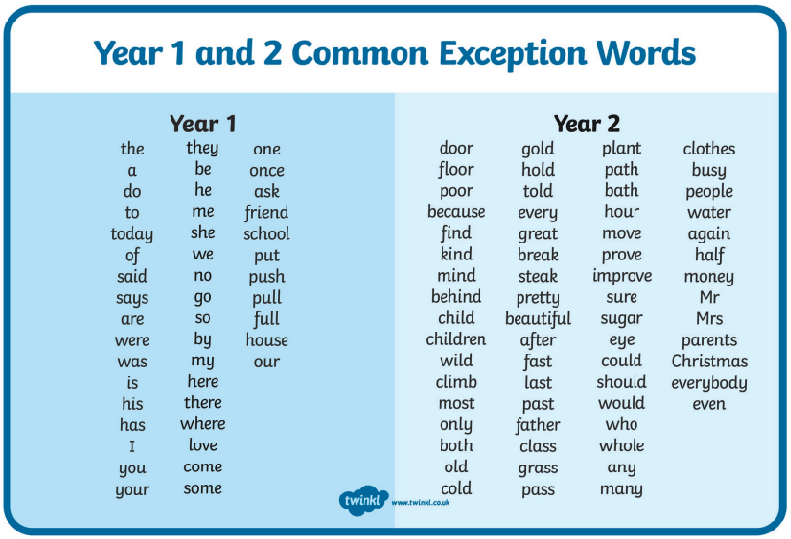 Year 1 and 2 Common Exception Words
Year 1
the they one
a be once
do he ask
to me friend
today she school
of we put
said no push
says go pull
are so full
were by house
was my our
is here
his there
has where
I love
you come
your some
Year 2
door gold plant clothes
floor hold path busy
poor told bath people
because every hour water
find great move again
kind break prove half
mind steak improve money
behind pretty sure Mr
child beautiful sugar Mrs
children after eye parents
wild fast could Christmas
climb last should everybody
most past would even
only father who
both class whole
old grass any
cold pass many
twinkl www.twinkl.co.uk